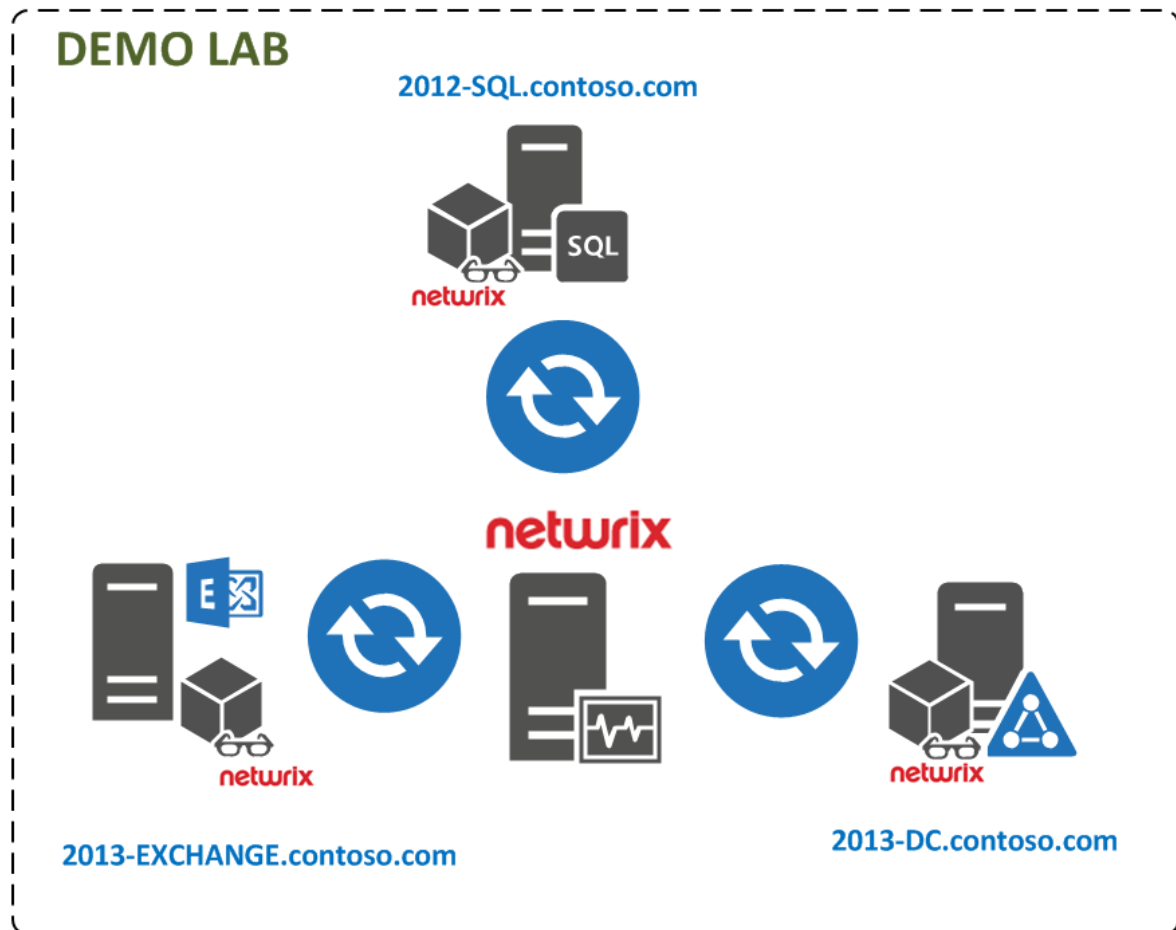 DEMO LAB
2012-SQL.contoso.com
SQL
netwrix
netwrix
E
netwrix
netwrix
2013-EXCHANGE.contoso.com
2013-DC.contoso.com